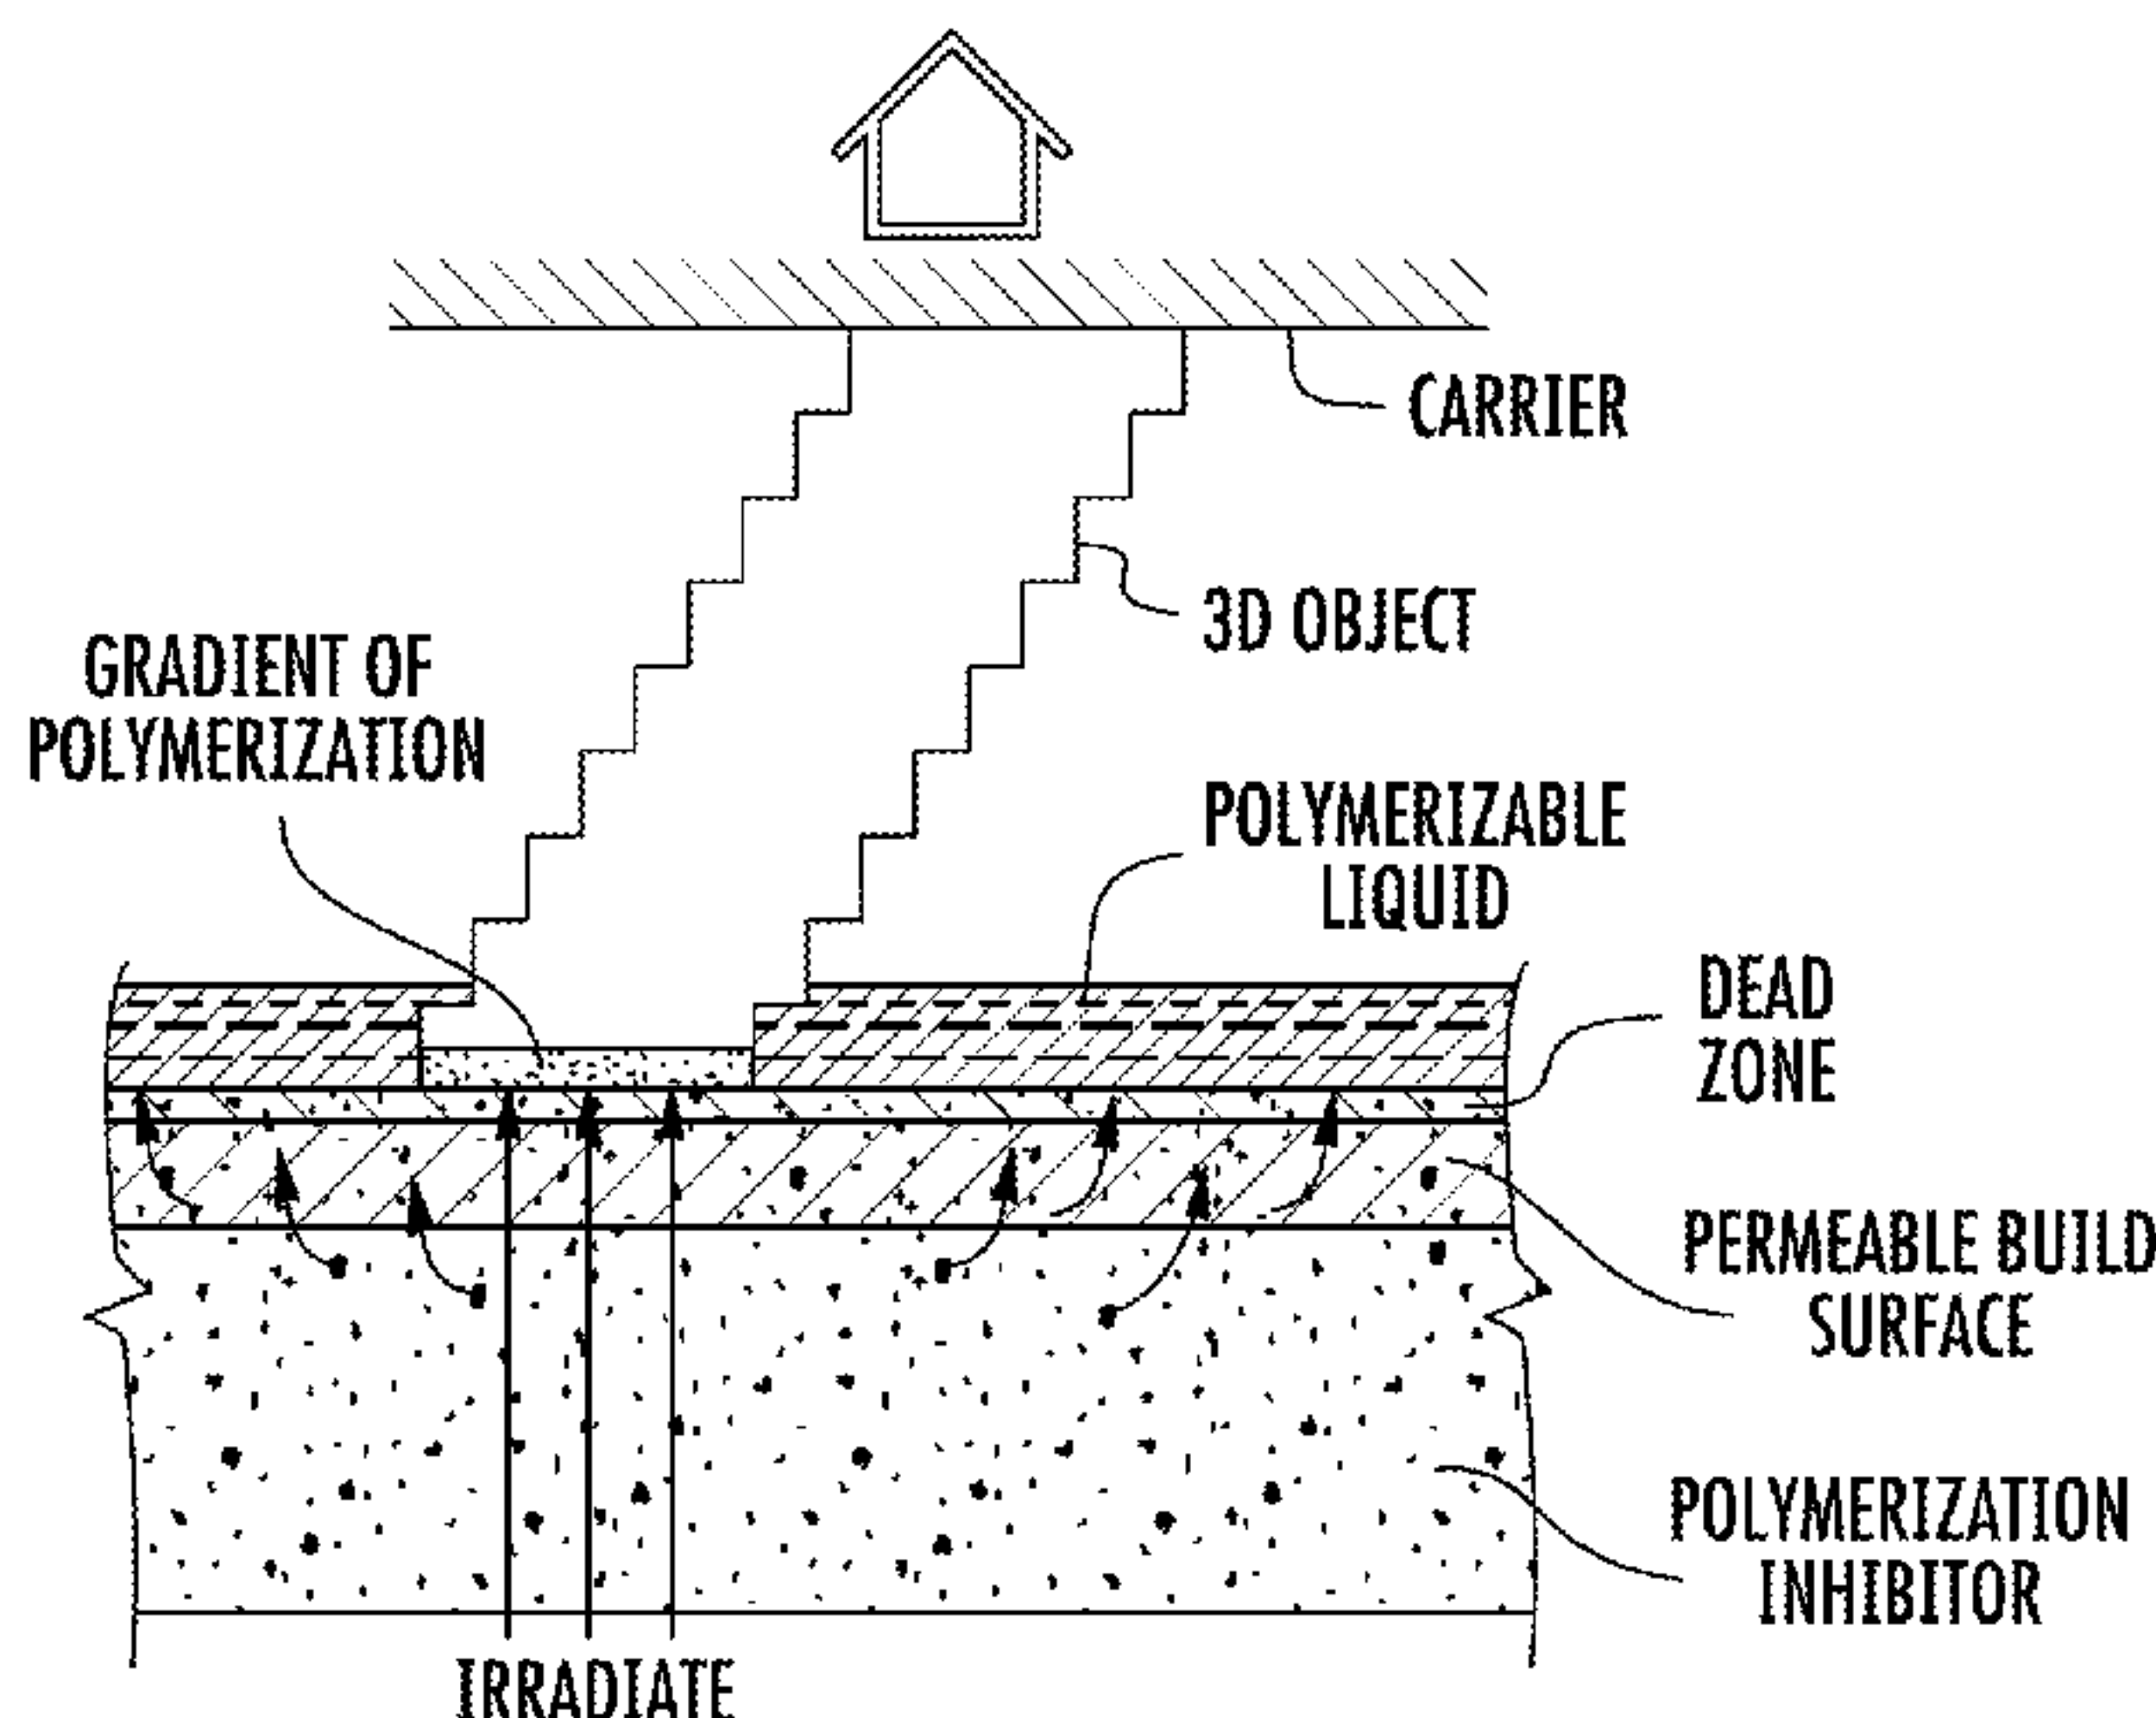 CARRIER
3D OBJECT
GRADIENT OF
POLYMERIZATION
POLYMERIZABLE
LIQUID
DEAD
ZONE
PERMEABLE BUILD
SURFACE
POLYMERIZATION
INHIBITOR
IRRADIATE